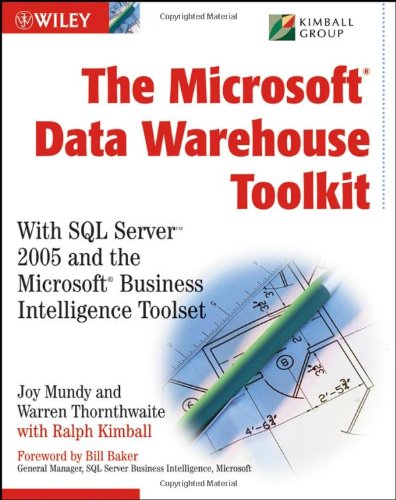 Copyrighted Material
WILEY
KIMBALL
GROUP
The Microsoft®
Data Warehouse
Toolkit
With SQL Server™
2005 and the
Microsoft® Business
Intelligence Toolset
Joy Mundy and
Warren Thornthwaite
with Ralph Kimball
Foreword by Bill Baker
General Manager, SQL Server Business Intelligence, Microsoft
Copyrighted Material